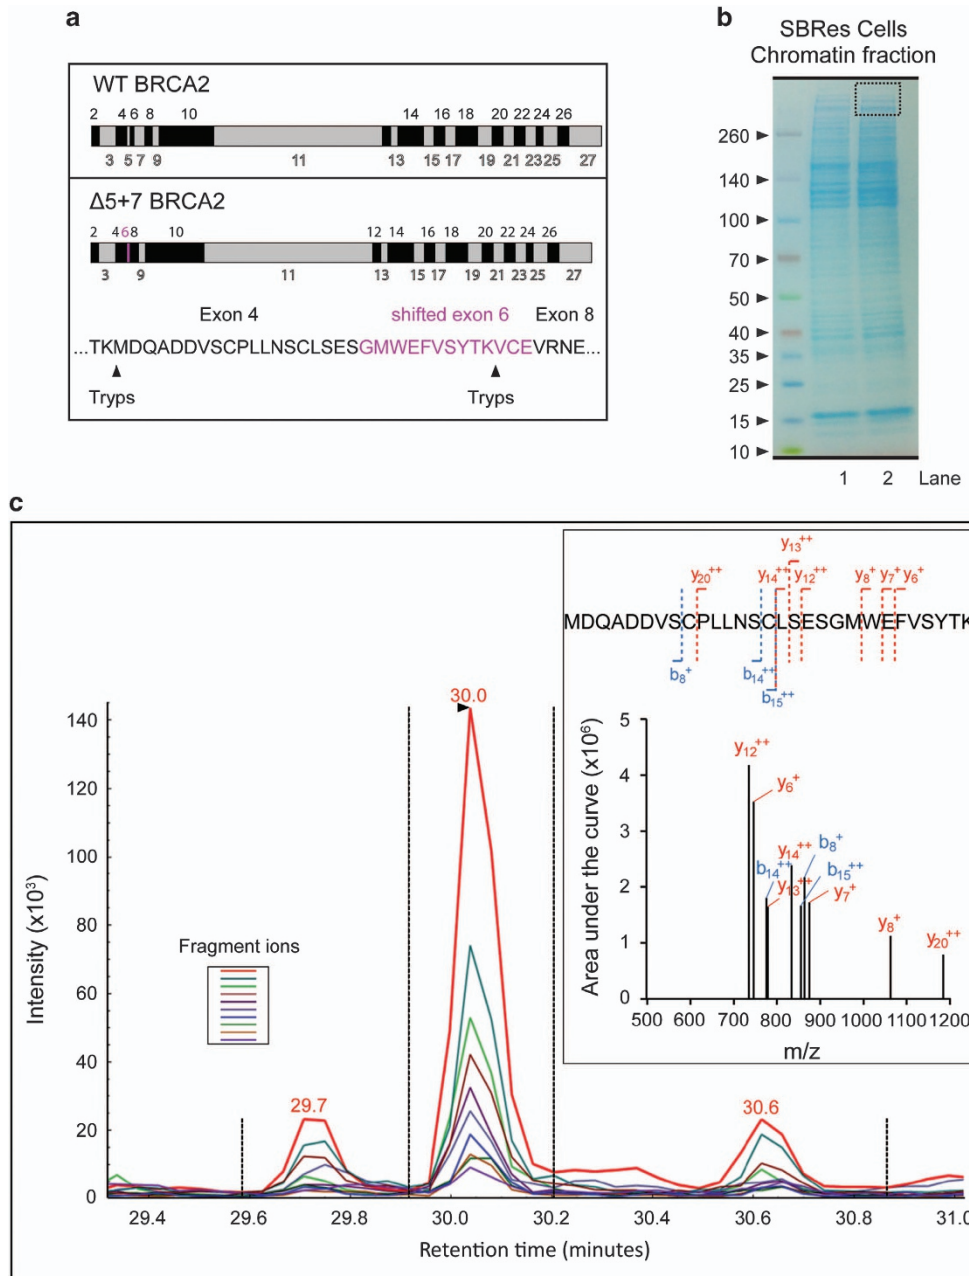 a
WT BRCA2
2 4 6 8 10 14 16 18 20 22 24 26
3 5 7 9 11 13 15 17 19 21 23 25 27
Δ5+7 BRCA2
2 4 6 8 10 12 14 16 18 20 22 24 26
3 9 11 13 15 17 19 21 23 25 27
Exon 4 shifted exon 6 Exon 8
...TKMDQADDVSCPLLNSCLSESGMWEFVSYTKVCEVRNE...
Tryps Tryps
b
SBRes Cells
Chromatin fraction
260
140
100
70
50
40
35
25
15
10
1 2 Lane
c
y13++
y20++ y14++ y12++ y8+ y7+ y6+
MDQADDVSCPLLNSCLSESGMWEFVSYTK
b8+ b14++
b15++
Area under the curve (x10⁶)
5
4
3
2
1
0
y12++
y6+
y14++ b8+
b14++ b15++
y13++ y7+
y8+
y20++
500 600 700 800 900 1000 1100 1200
m/z
Intensity (x10³)
140
120
100
80
60
40
20
0
Fragment ions
29.7
30.0
30.6
29.4 29.6 29.8 30.0 30.2 30.4 30.6 30.8 31.0
Retention time (minutes)